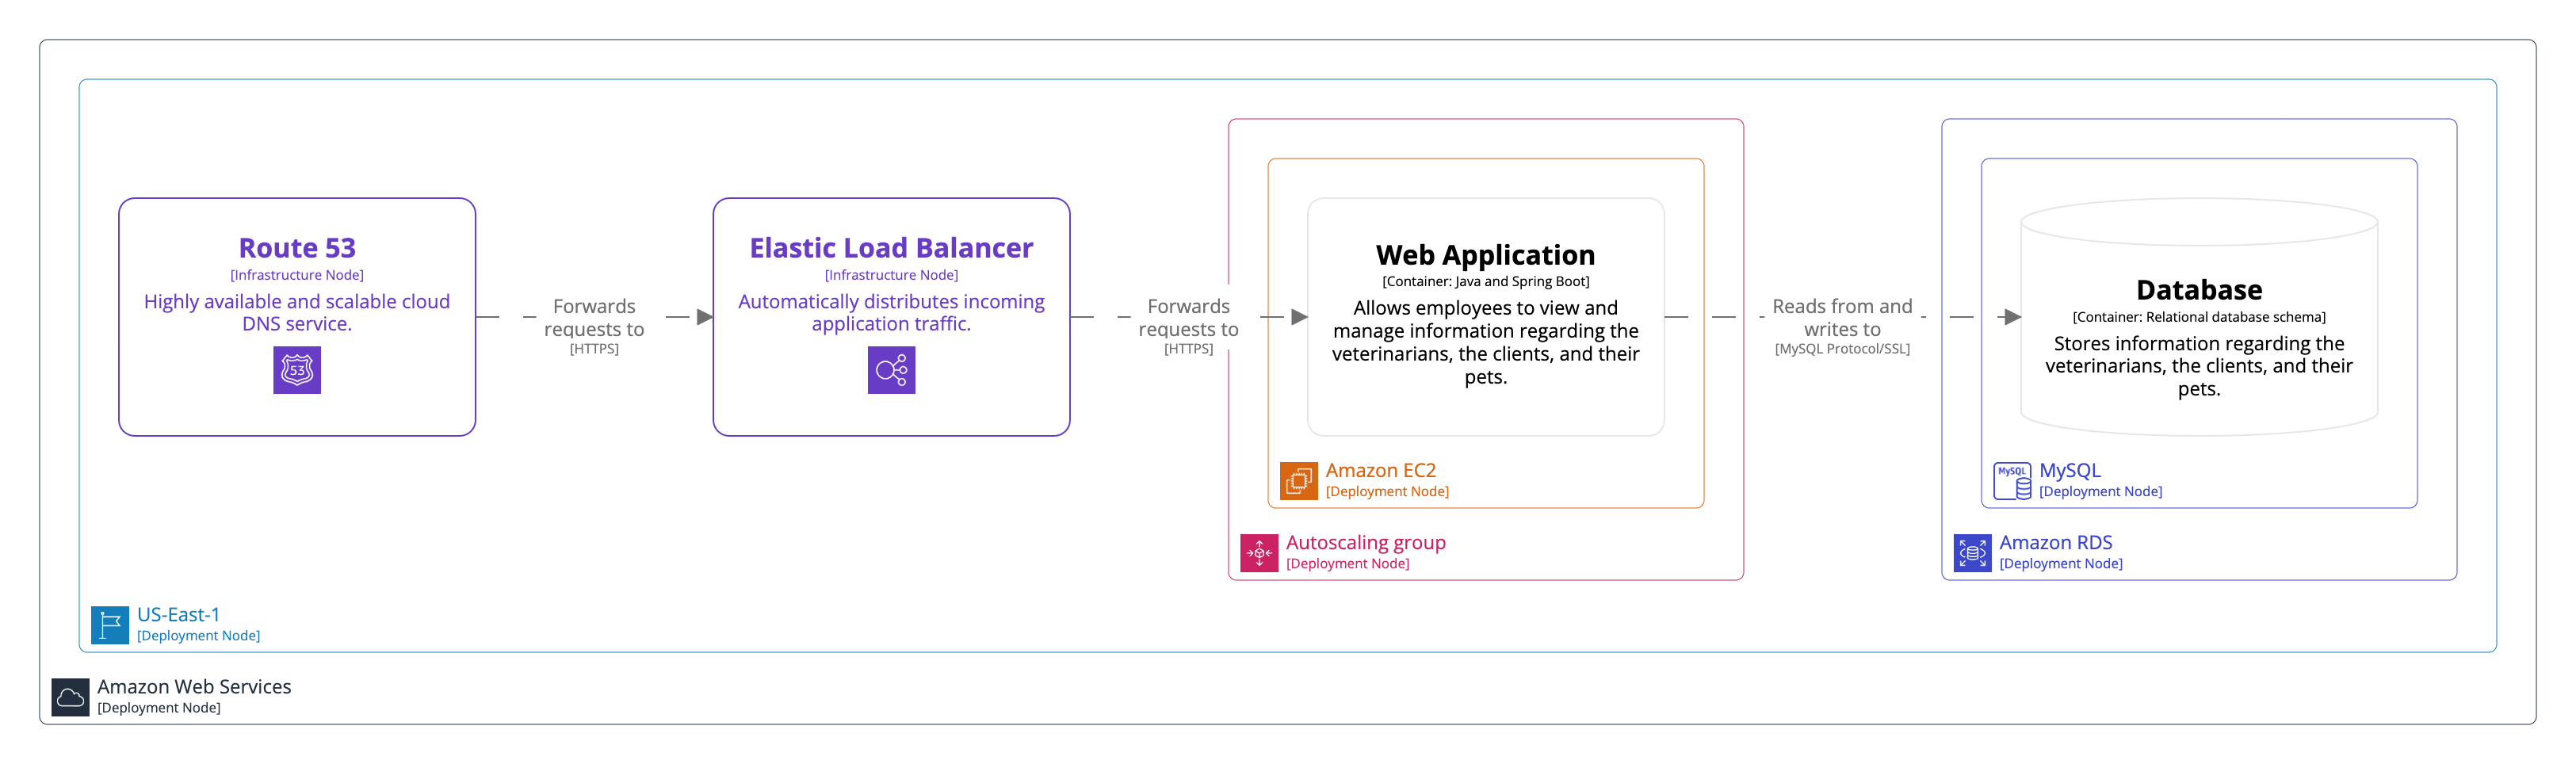 Route 53
[Infrastructure Node]
Highly available and scalable cloud
DNS service.
53
Forwards
requests to
[HTTPS]
Elastic Load Balancer
[Infrastructure Node]
Automatically distributes incoming
application traffic.
Forwards
requests to
[HTTPS]
Web Application
[Container: Java and Spring Boot]
Allows employees to view and
manage information regarding the
veterinarians, the clients, and their
pets.
Amazon EC2
[Deployment Node]
Autoscaling group
[Deployment Node]
Reads from and
writes to
[MySQL Protocol/SSL]
Database
[Container: Relational database schema]
Stores information regarding the
veterinarians, the clients, and their
pets.
MySQL
MySQL
[Deployment Node]
Amazon RDS
[Deployment Node]
US-East-1
[Deployment Node]
Amazon Web Services
[Deployment Node]